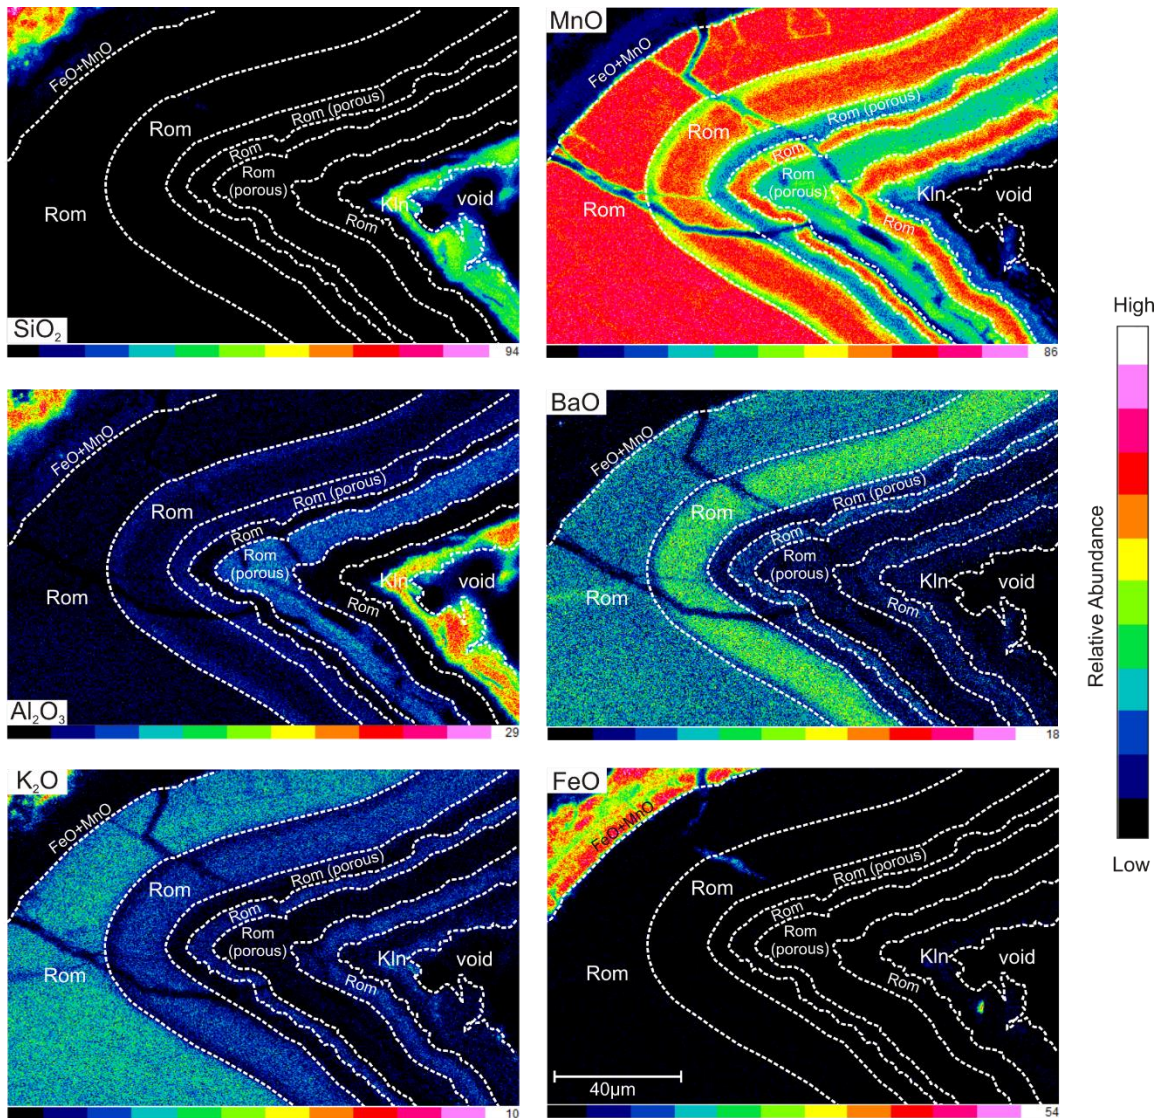 SiO₂
FeO+MnO
Rom
Rom (porous)
Rom
Rom
(porous)
Rom
Rom
Kln
void
94
MnO
FeO+MnO
Rom
Rom (porous)
Rom
Rom
(porous)
Rom
Rom
Kln
void
86
Al₂O₃
FeO+MnO
Rom
Rom (porous)
Rom
Rom
(porous)
Rom
Rom
Kln
void
29
BaO
FeO+MnO
Rom
Rom (porous)
Rom
Rom
(porous)
Rom
Rom
Kln
void
18
K₂O
FeO+MnO
Rom
Rom (porous)
Rom
Rom
(porous)
Rom
Rom
Kln
void
10
FeO
FeO+MnO
Rom
Rom (porous)
Rom
Rom
(porous)
Rom
Rom
Kln
void
40µm
54
High
Relative Abundance
Low